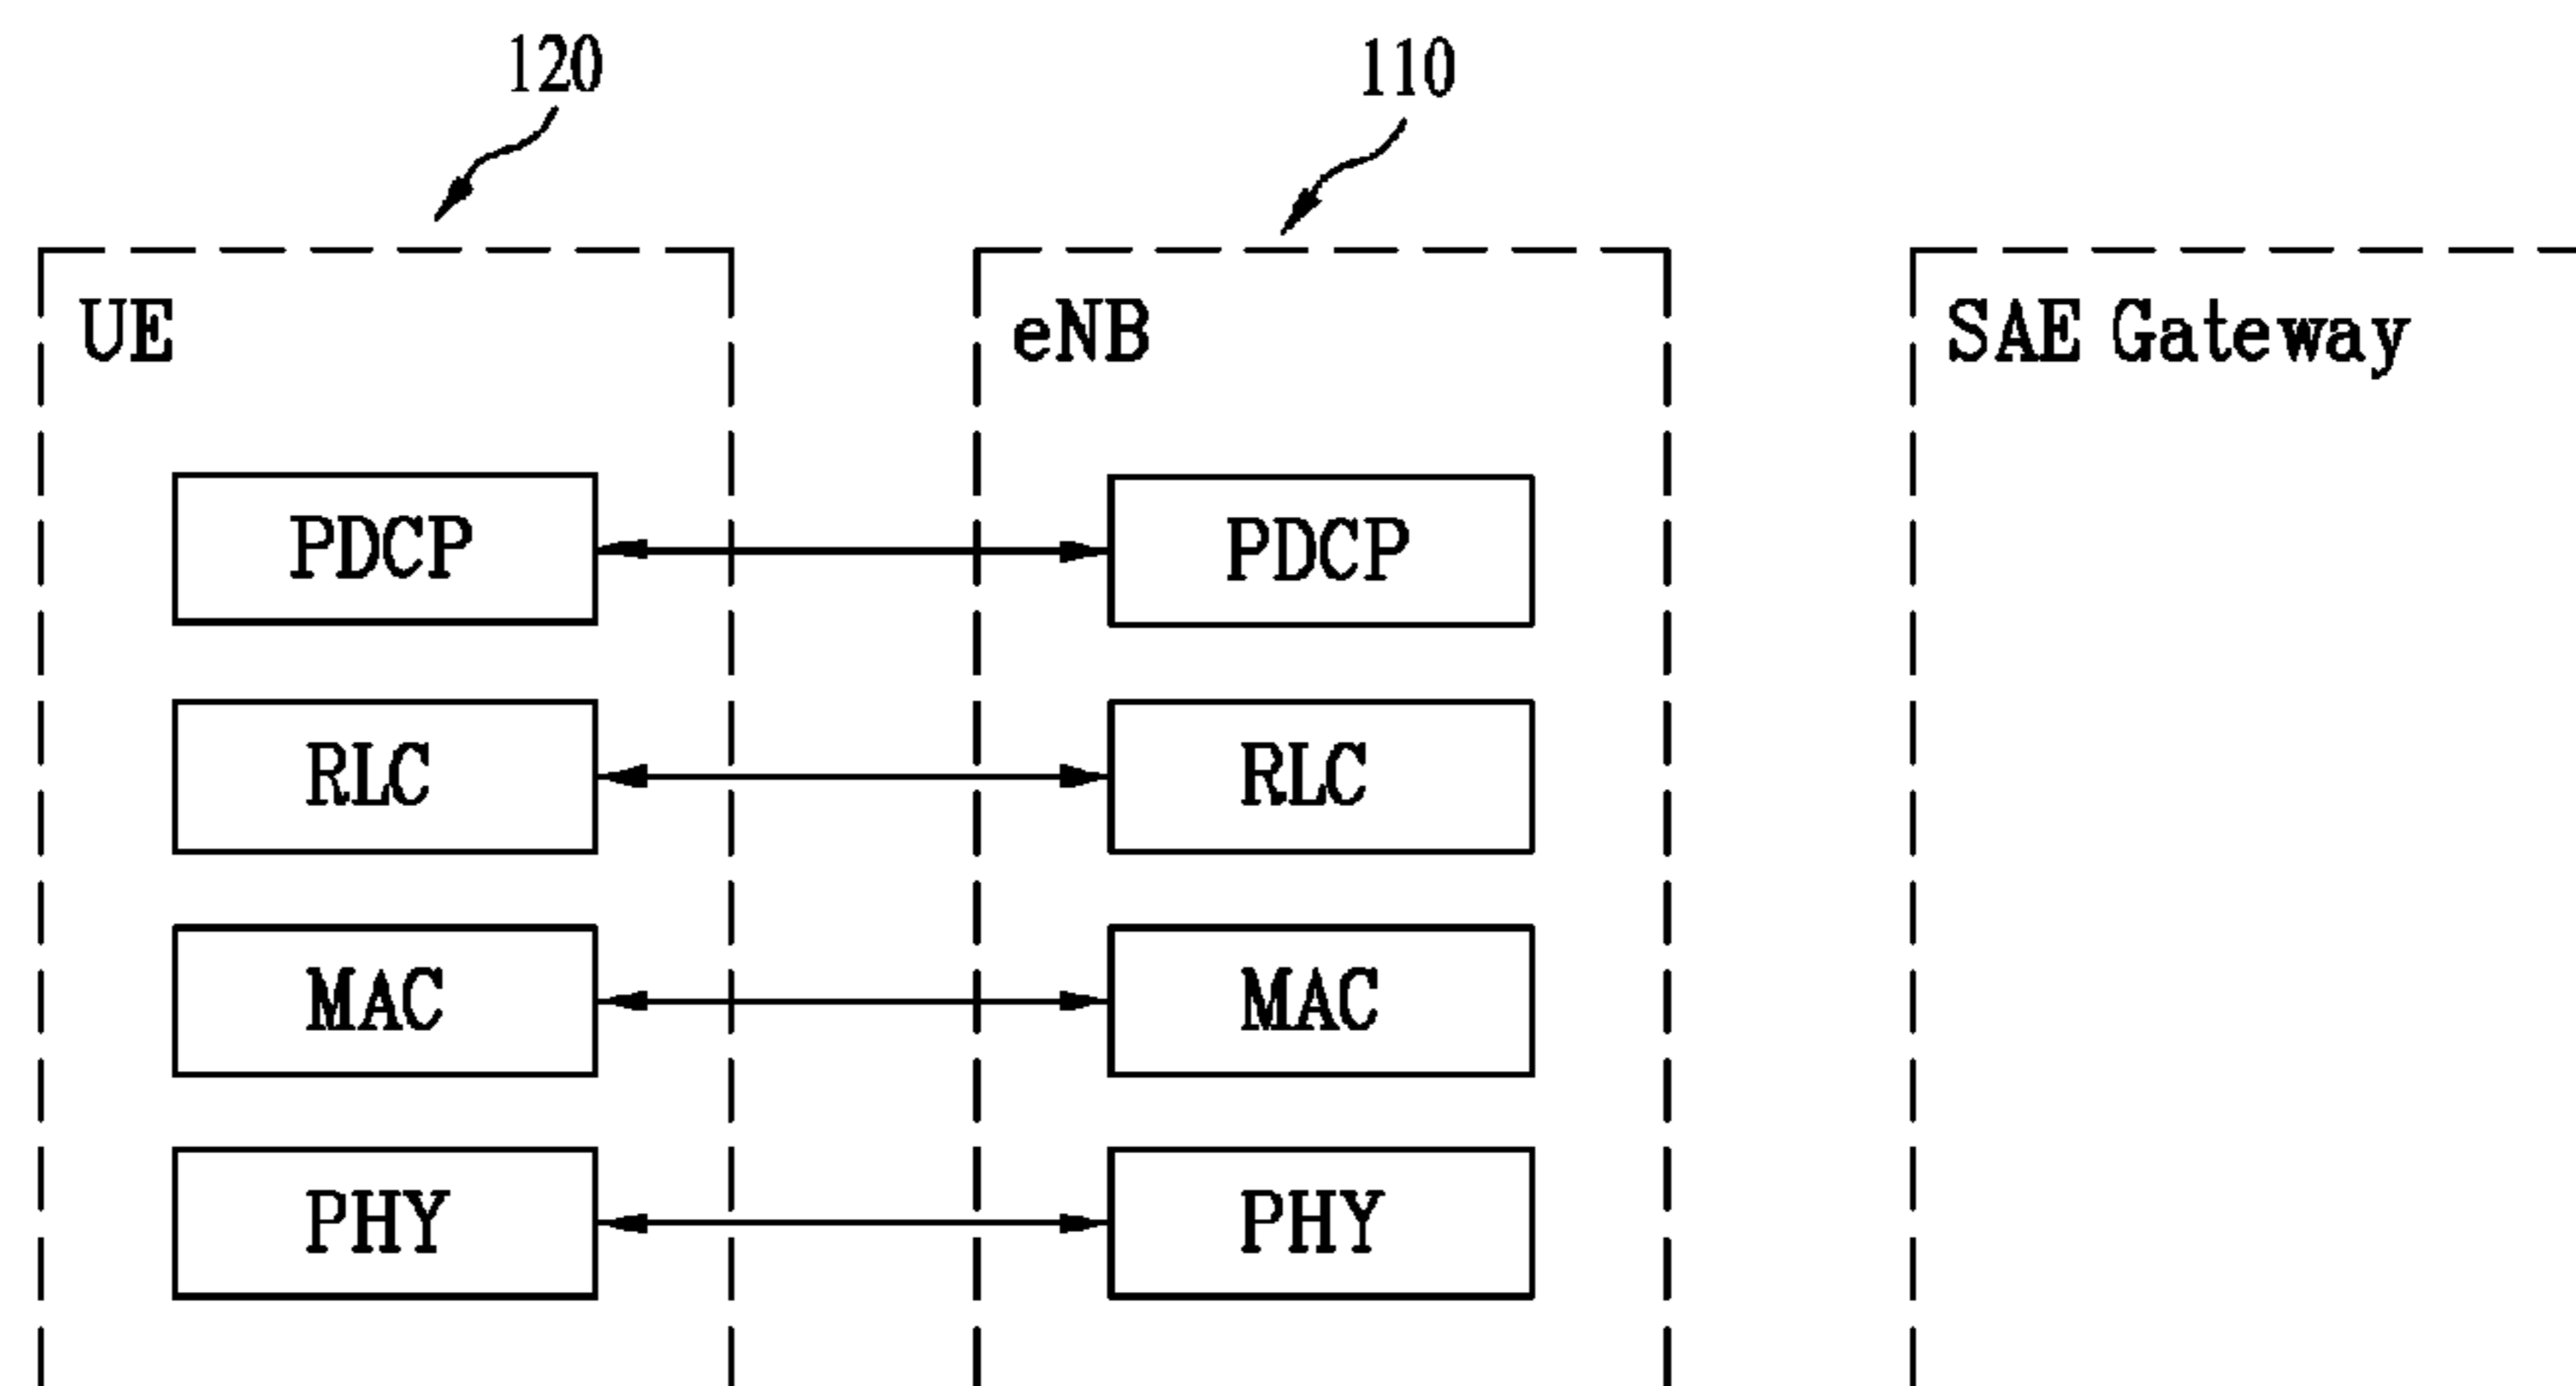 120 110
UE eNB SAE Gateway
PDCP PDCP
RLC RLC
MAC MAC
PHY PHY